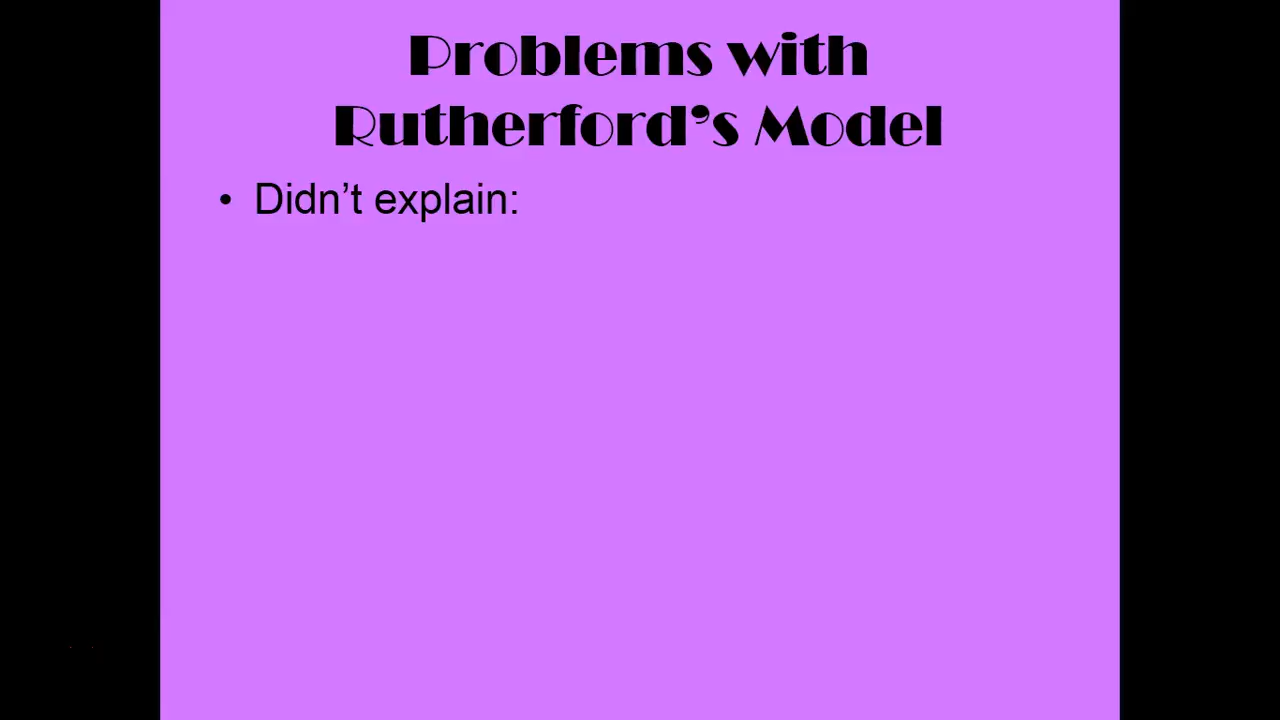 Problems with
Rutherford’s Model
• Didn’t explain: